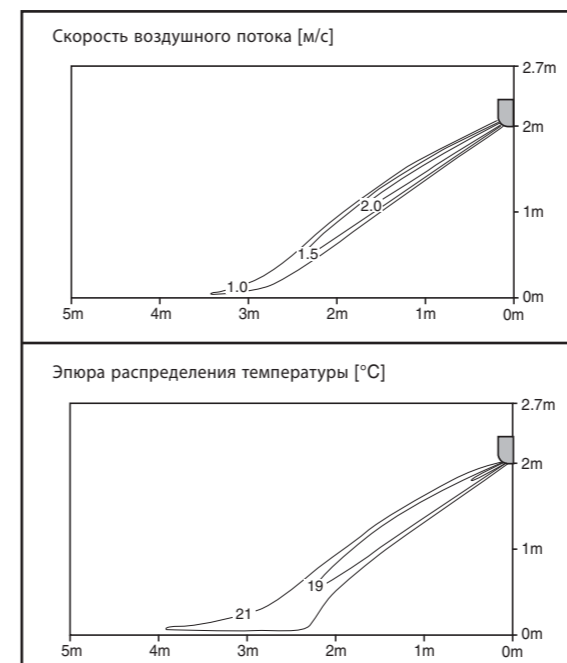 Скорость воздушного потока [м/с]
2.7m
2m
2.0
1m
1.5
1.0
0m
5m 4m 3m 2m 1m 0m
Эпюра распределения температуры [°C]
2.7m
2m
1m
19
21
0m
5m 4m 3m 2m 1m 0m